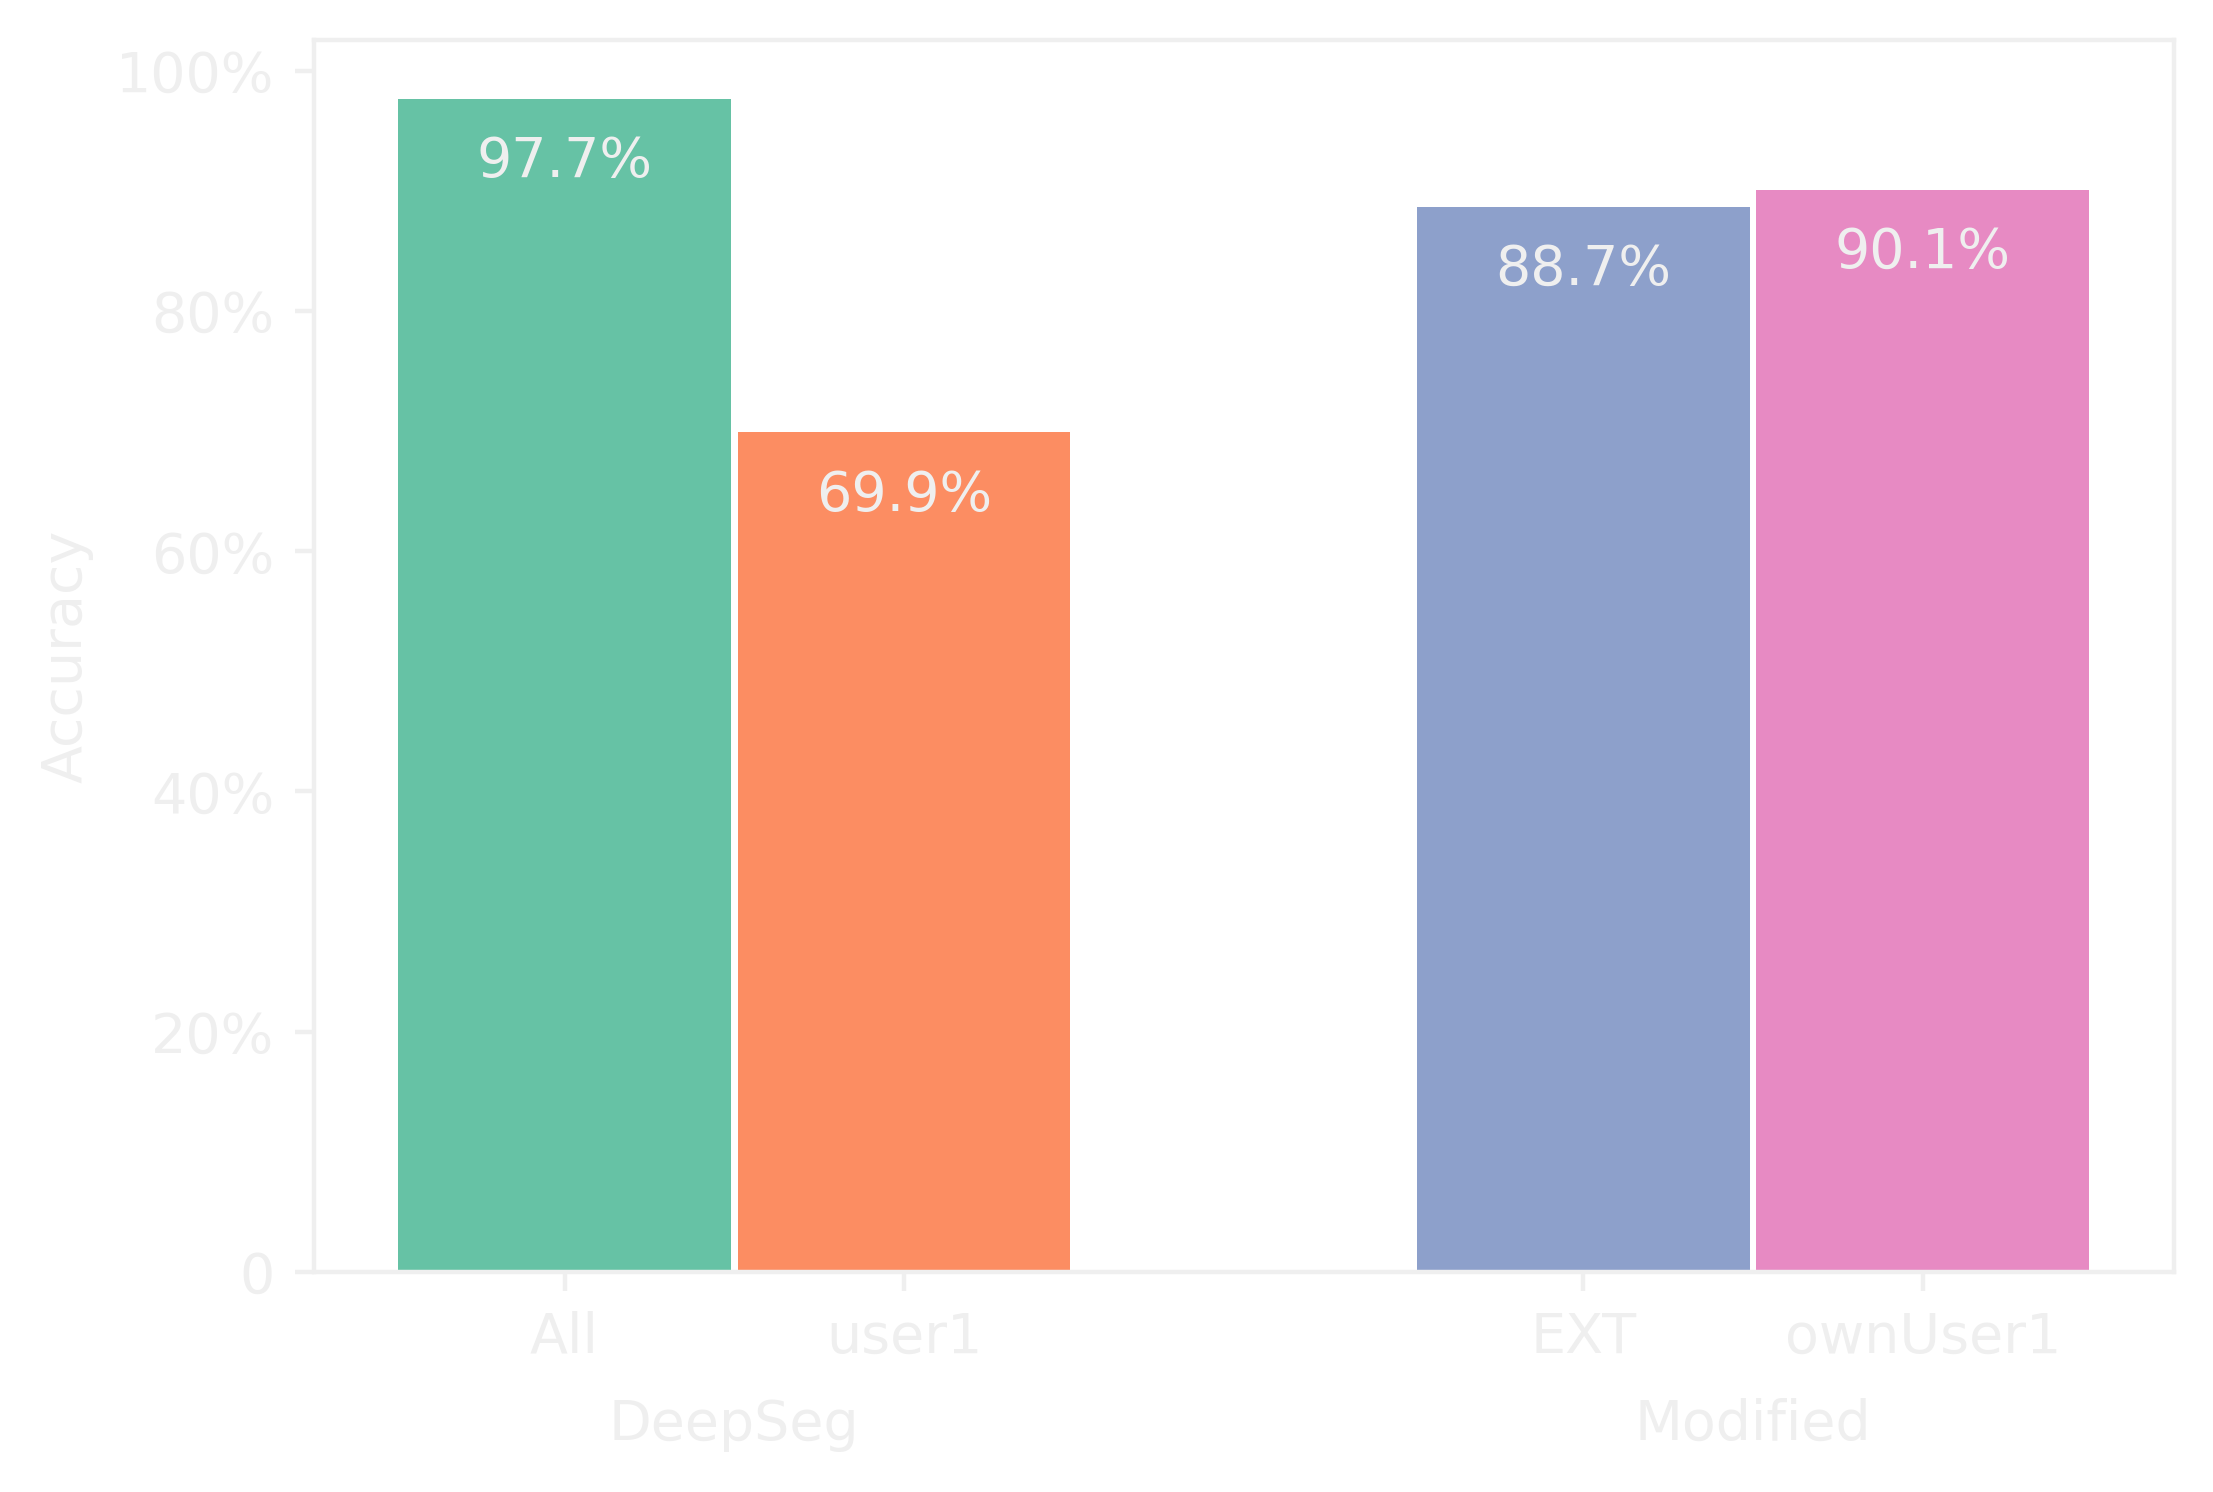 Accuracy
100%
80%
60%
40%
20%
0
97.7%
69.9%
88.7%
90.1%
All
user1
EXT
ownUser1
DeepSeg
Modified